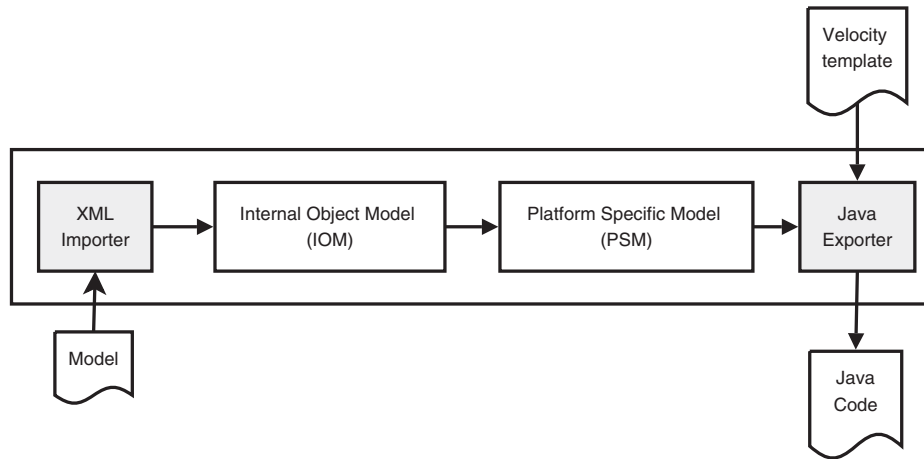 Velocity
template
XML
Importer
Internal Object Model
(IOM)
Platform Specific Model
(PSM)
Java
Exporter
Model
Java
Code